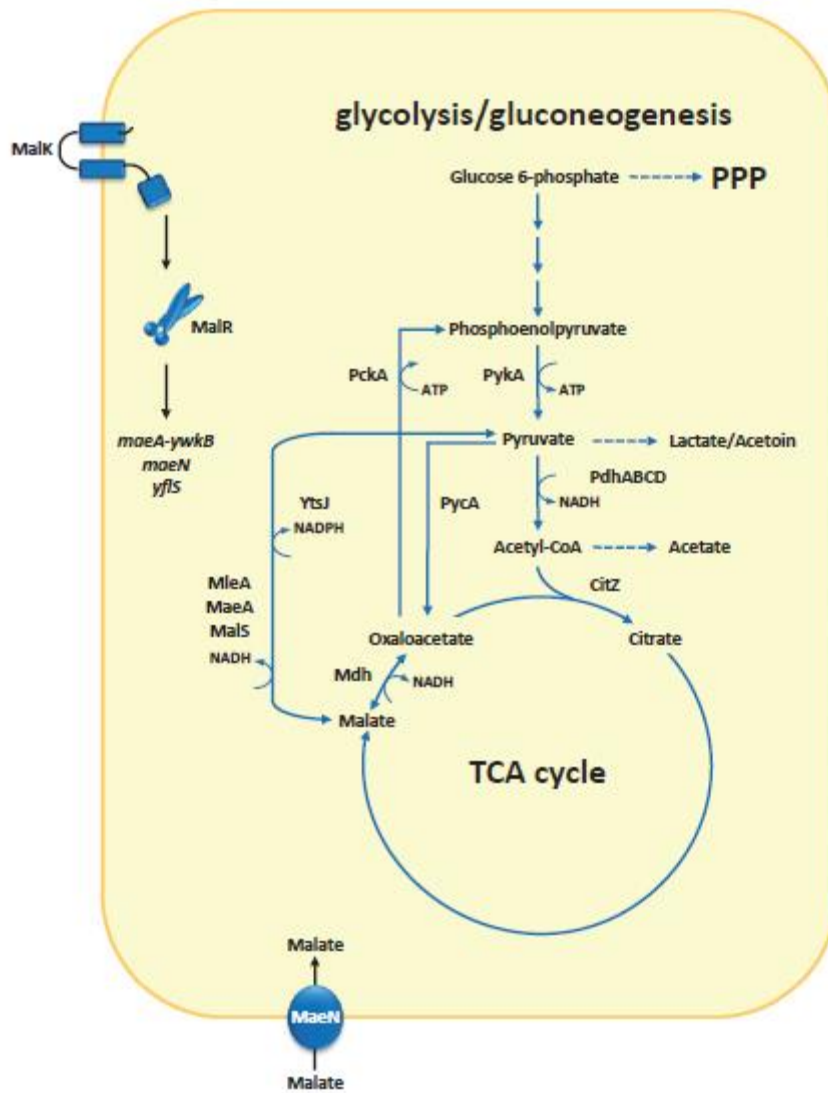 glycolysis/gluconeogenesis
MalK
Glucose 6-phosphate
PPP
MalR
Phosphoenolpyruvate
PckA
ATP
PykA
ATP
maeA-ywkB
maeN
yflS
Pyruvate
Lactate/Acetoin
YtsJ
NADPH
PycA
PdhABCD
NADH
Acetyl-CoA
Acetate
MleA
MaeA
MalS
NADH
CitZ
Oxaloacetate
Citrate
Mdh
NADH
Malate
TCA cycle
Malate
MaeN
Malate